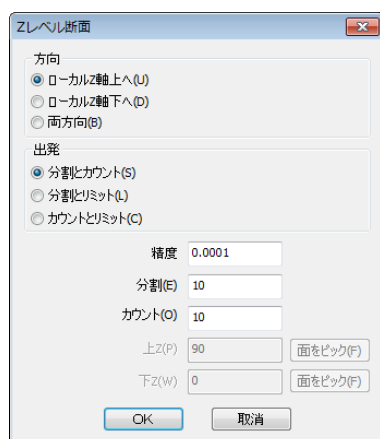 Zレベル断面
方向
ローカルZ軸上へ(U)
ローカルZ軸下へ(D)
両方向(B)
出発
分割とカウント(S)
分割とリミット(L)
カウントとリミット(C)
精度 0.0001
分割(E) 10
カウント(O) 10
上Z(P) 90 面をピック(F)
下Z(W) 0 面をピック(F)
OK 取消